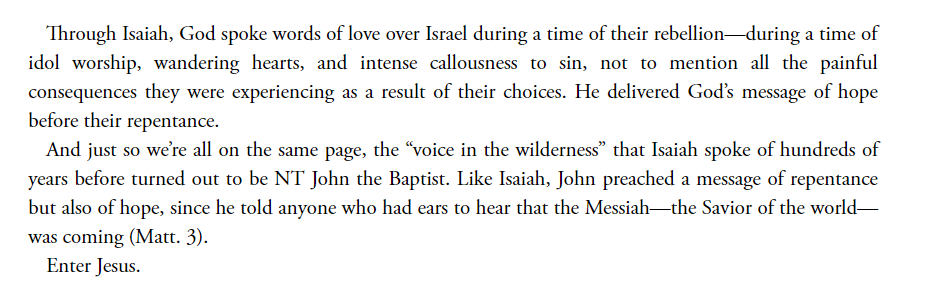 Through Isaiah, God spoke words of love over Israel during a time of their rebellion—during a time of
idol worship, wandering hearts, and intense callousness to sin, not to mention all the painful
consequences they were experiencing as a result of their choices. He delivered God’s message of hope
before their repentance.
And just so we’re all on the same page, the “voice in the wilderness” that Isaiah spoke of hundreds of
years before turned out to be NT John the Baptist. Like Isaiah, John preached a message of repentance
but also of hope, since he told anyone who had ears to hear that the Messiah—the Savior of the world—
was coming (Matt. 3).
Enter Jesus.